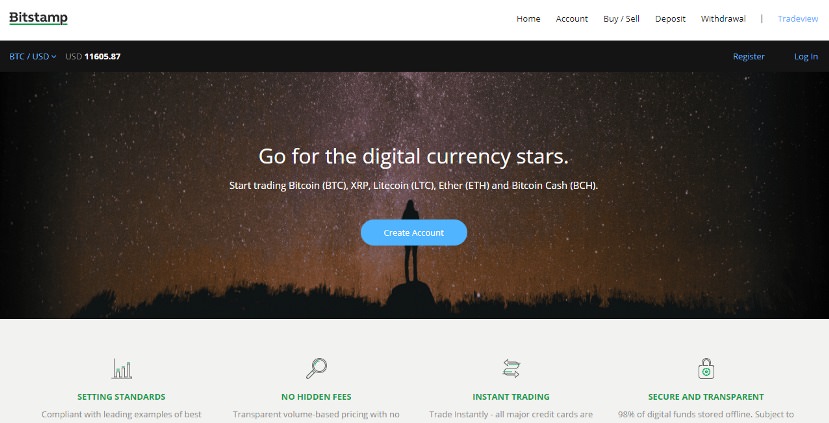 Bitstamp
Home Account Buy / Sell Deposit Withdrawal | Tradeview
BTC / USD USD 11605.87 Register Log In
Go for the digital currency stars.
Start trading Bitcoin (BTC), XRP, Litecoin (LTC), Ether (ETH) and Bitcoin Cash (BCH).
Create Account
SETTING STANDARDS NO HIDDEN FEES INSTANT TRADING SECURE AND TRANSPARENT
Compliant with leading examples of best Transparent volume-based pricing with no Trade Instantly - all major credit cards are 98% of digital funds stored offline. Subject to